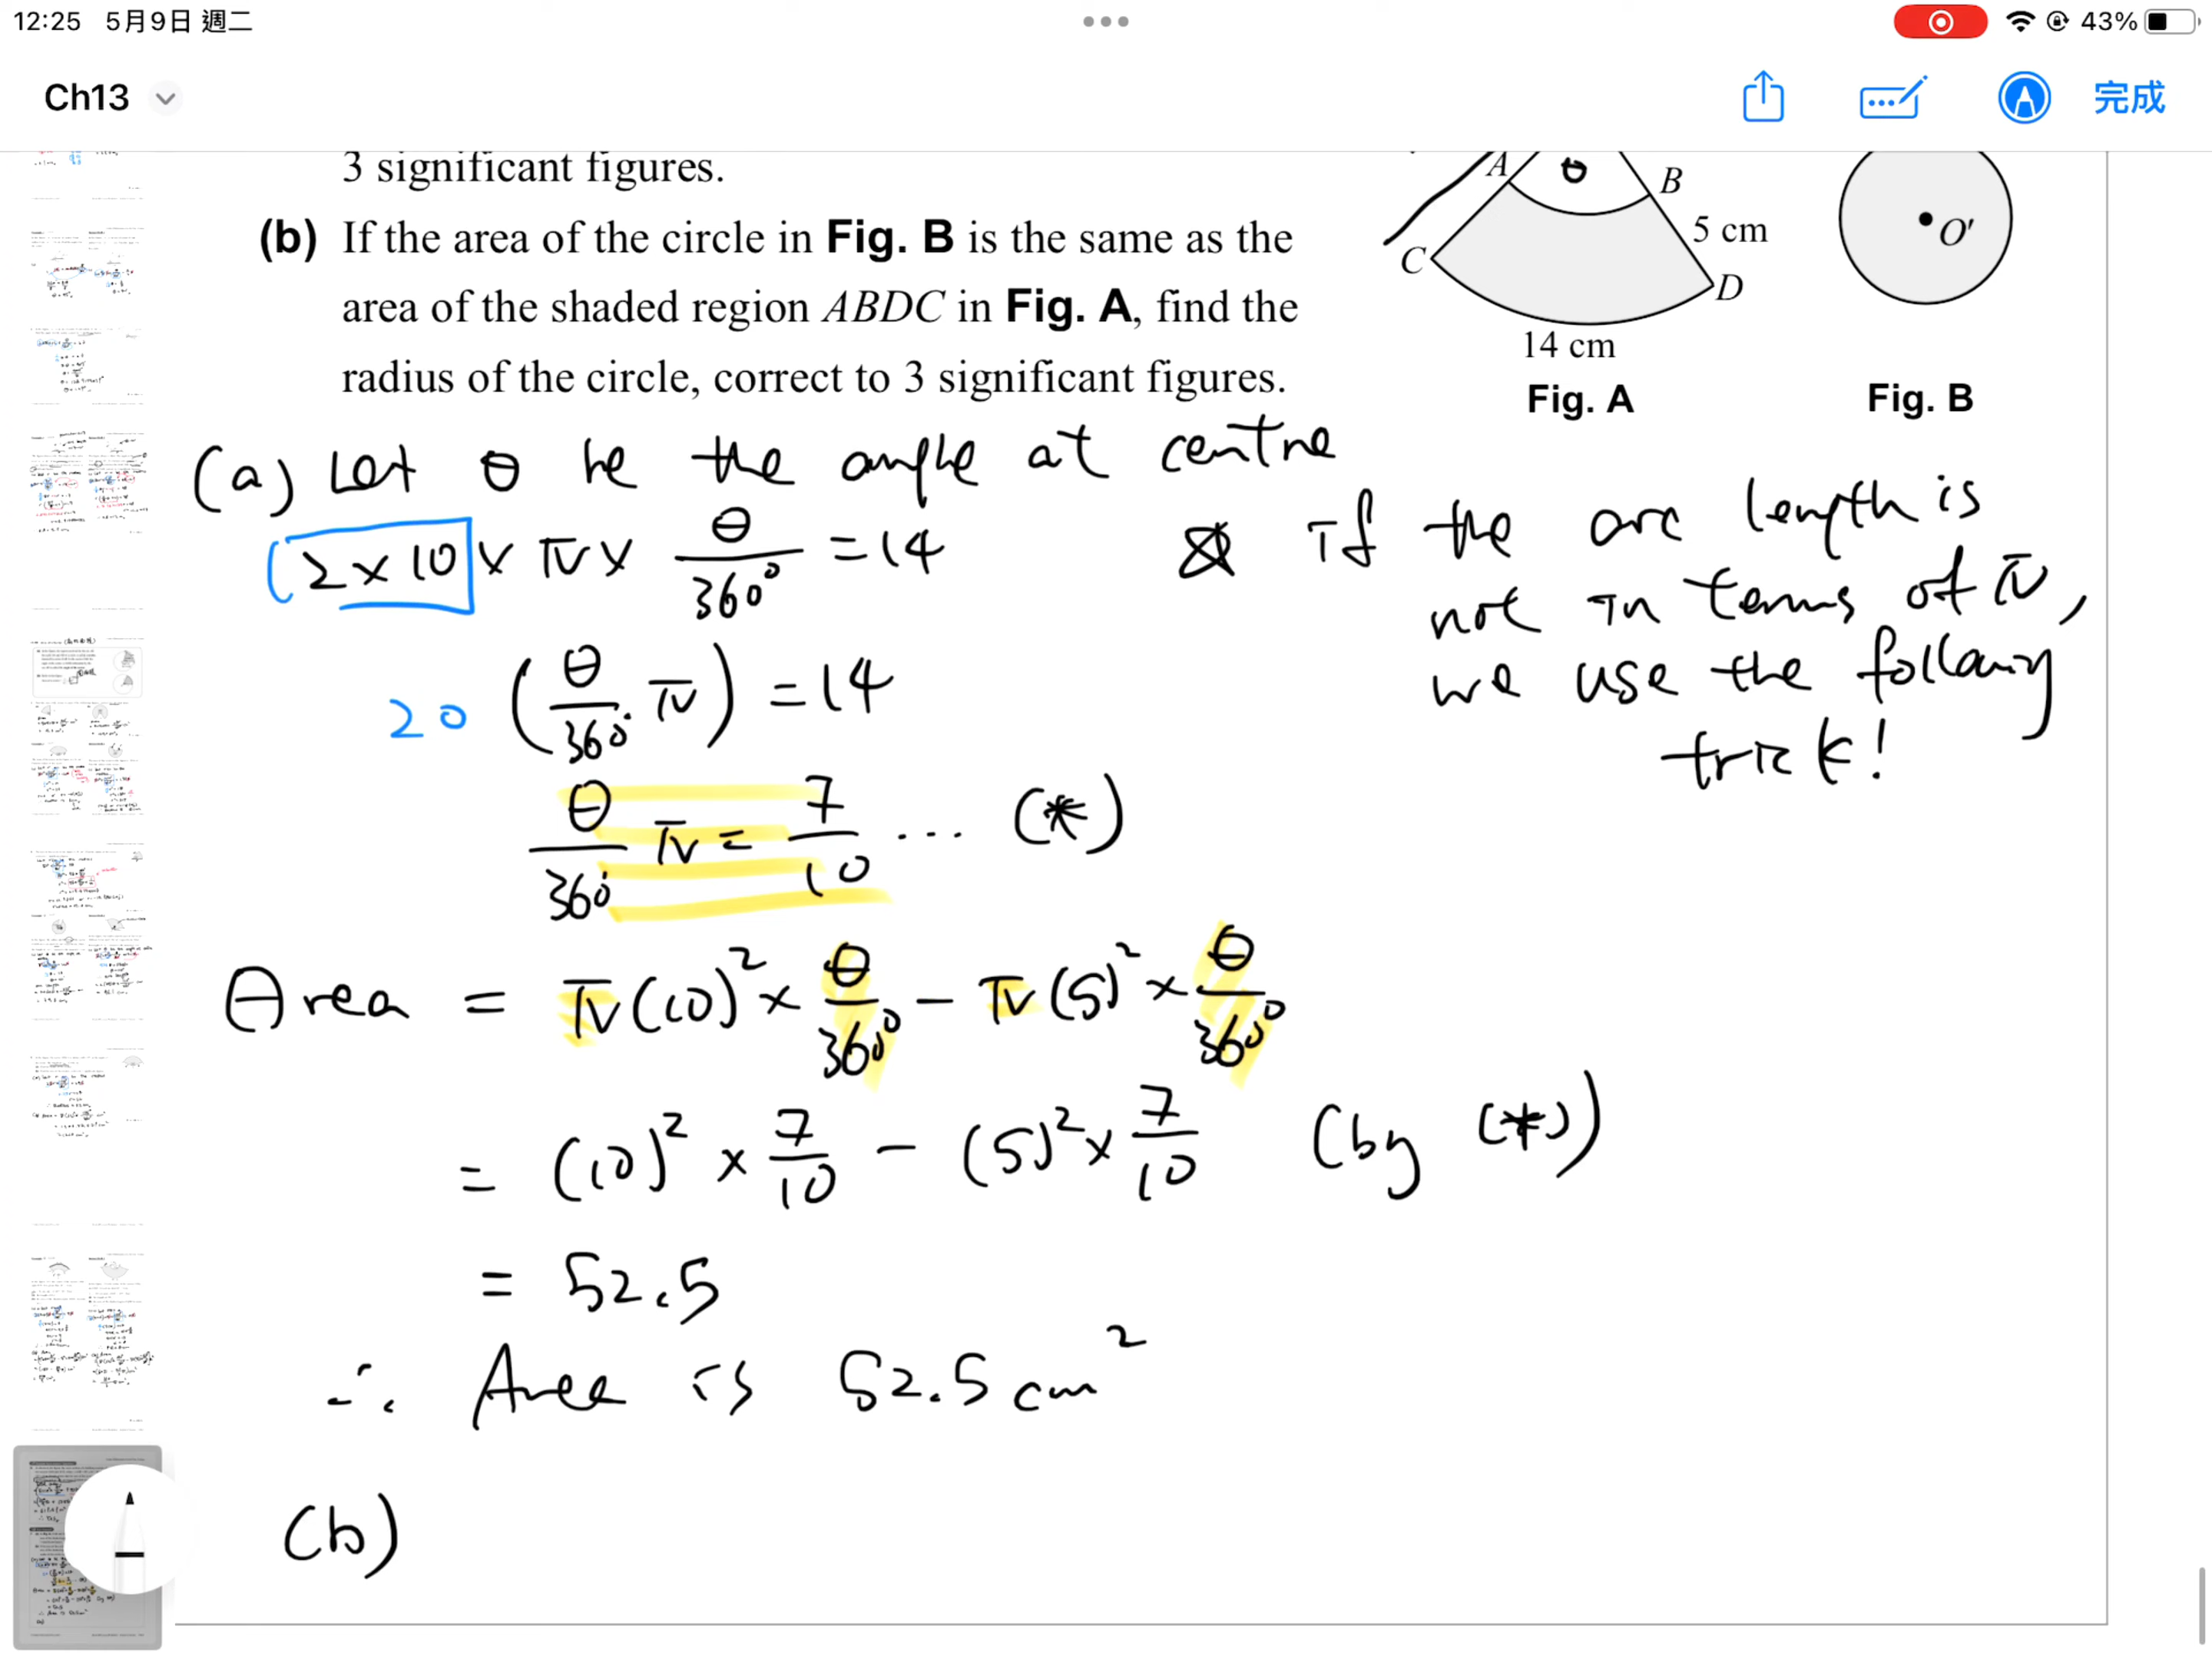 12:25 5月9日 週二
43%
Ch13
完成
3 significant figures.
(b) If the area of the circle in Fig. B is the same as the
area of the shaded region ABDC in Fig. A, find the
radius of the circle, correct to 3 significant figures.
A θ B
5 cm
C
D
14 cm
Fig. A
O'
Fig. B
(a) Let θ be the angle at centre
(2 × 10 × π × θ/360° = 14
20 (θ/360° π) = 14
θ/360° π = 7/10 ... (*)
if the arc length is
not in terms of π,
we use the following
trick!
Area = π(10)² × θ/360° − π(5)² × θ/360°
= (10)² × 7/10 − (5)² × 7/10 (by (*))
= 52.5
∴ Area is 52.5 cm²
(b)